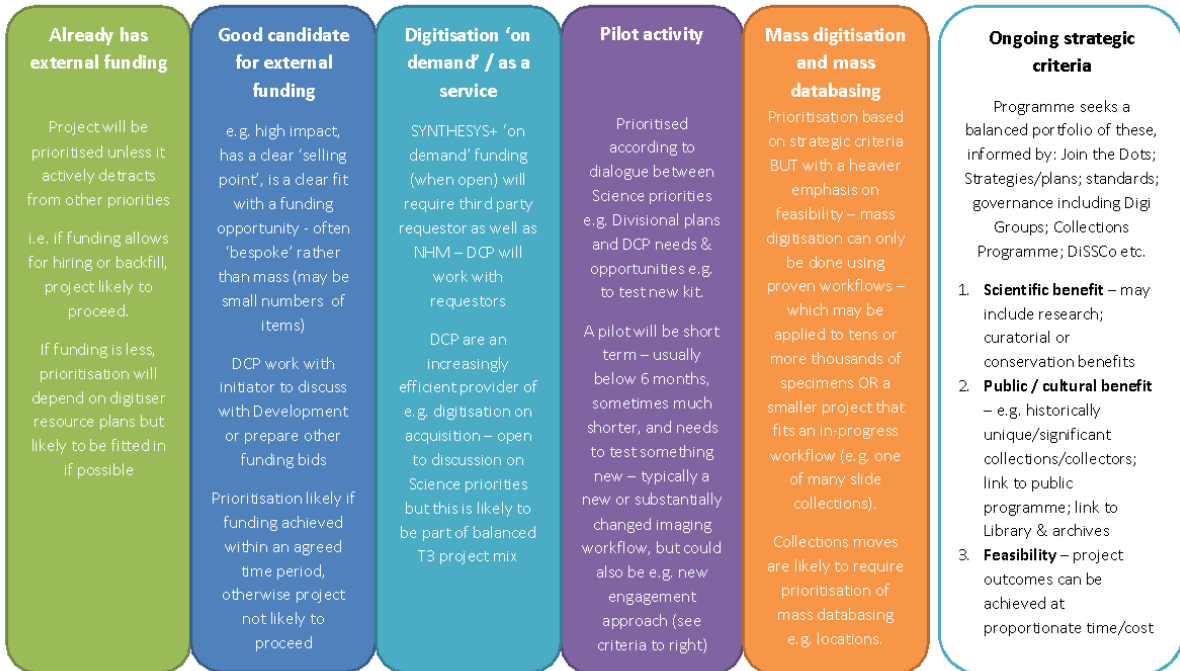 Already has
external funding
Project will be
prioritised unless it
actively detracts
from other priorities
i.e. if funding allows
for hiring or backfill,
project likely to
proceed.
If funding is less,
prioritisation will
depend on digitiser
resource plans but
likely to be fitted in
if possible
Good candidate
for external
funding
e.g. high impact,
has a clear ‘selling
point’, is a clear fit
with a funding
opportunity - often
‘bespoke’ rather
than mass (may be
small numbers of
items)
DCP work with
initiator to discuss
with Development
or prepare other
funding bids
Prioritisation likely if
funding achieved
within an agreed
time period,
otherwise project
not likely to
proceed
Digitisation ‘on
demand’ / as a
service
SYNTHESYS+ ‘on
demand’ funding
(when open) will
require third party
requestor as well as
NHM – DCP will
work with
requestors
DCP are an
increasingly
efficient provider of
e.g. digitisation on
acquisition – open
to discussion on
Science priorities
but this is likely to
be part of balanced
T3 project mix
Pilot activity
Prioritised
according to
dialogue between
Science priorities
e.g. Divisional plans
and DCP needs &
opportunities e.g.
to test new kit.
A pilot will be short
term – usually
below 6 months,
sometimes much
shorter, and needs
to test something
new – typically a
new or substantially
changed imaging
workflow, but could
also be e.g. new
engagement
approach (see
criteria to right)
Mass digitisation
and mass
databasing
Prioritisation based
on strategic criteria
BUT with a heavier
emphasis on
feasibility – mass
digitisation can only
be done using
proven workflows –
which may be
applied to tens or
more thousands of
specimens OR a
smaller project that
fits an in-progress
workflow (e.g. one
of many slide
collections).
Collections moves
are likely to require
prioritisation of
mass databasing
e.g. locations.
Ongoing strategic
criteria
Programme seeks a
balanced portfolio of these,
informed by: Join the Dots;
Strategies/plans; standards;
governance including Digi
Groups; Collections
Programme; DiSSCo etc.
1. Scientific benefit – may
include research;
curatorial or
conservation benefits
2. Public / cultural benefit
– e.g. historically
unique/significant
collections/collectors;
link to public
programme; link to
Library & archives
3. Feasibility – project
outcomes can be
achieved at
proportionate time/cost